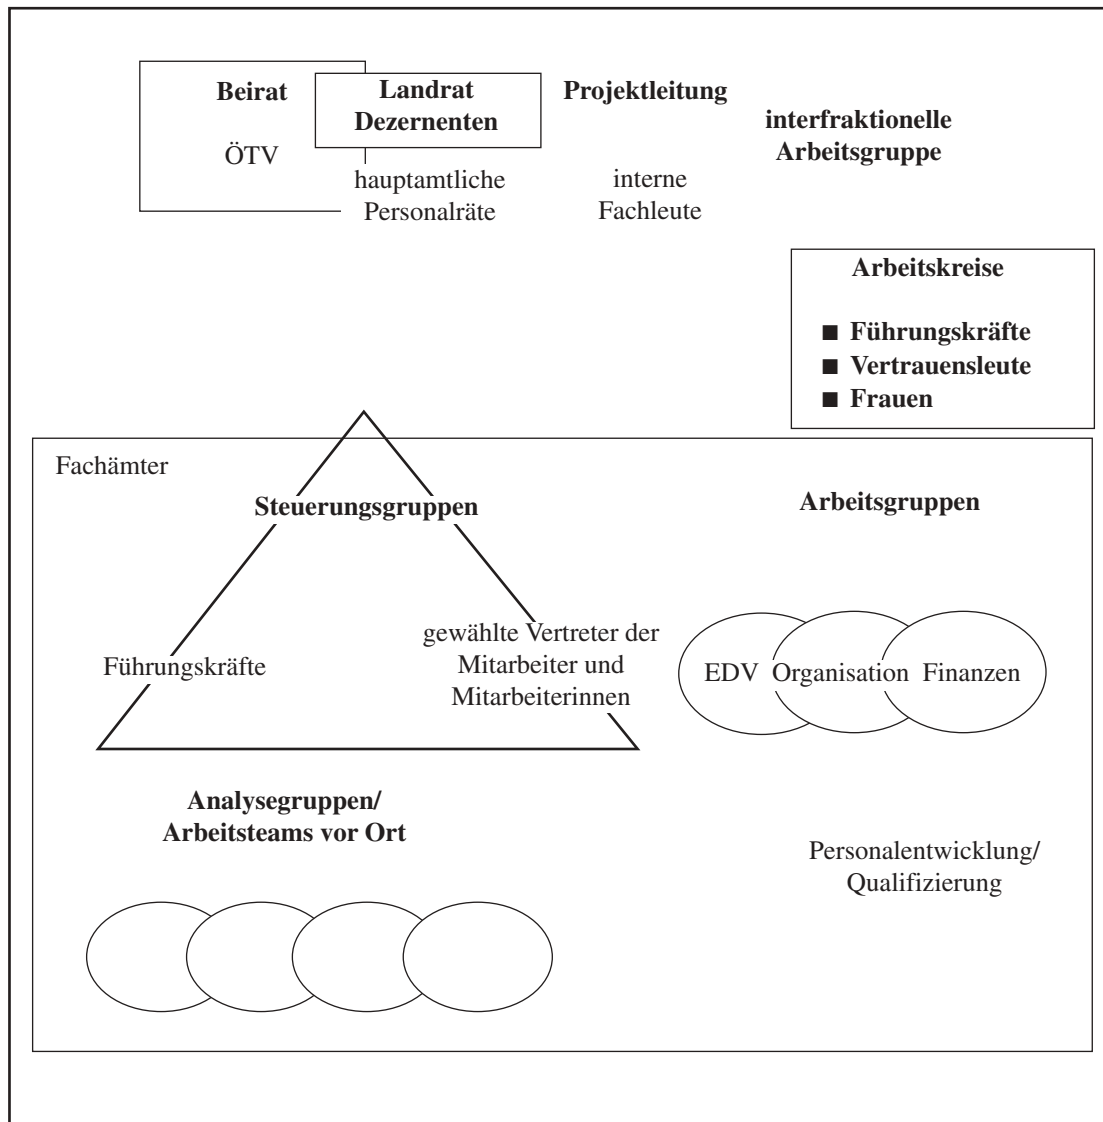 Beirat
ÖTV
Landrat
Dezernenten
hauptamtliche
Personalräte
Projektleitung
interne
Fachleute
interfraktionelle
Arbeitsgruppe
Arbeitskreise
■ Führungskräfte
■ Vertrauensleute
■ Frauen
Fachämter
Steuerungsgruppen
Führungskräfte
gewählte Vertreter der
Mitarbeiter und
Mitarbeiterinnen
Arbeitsgruppen
EDV Organisation Finanzen
Analysegruppen/
Arbeitsteams vor Ort
Personalentwicklung/
Qualifizierung